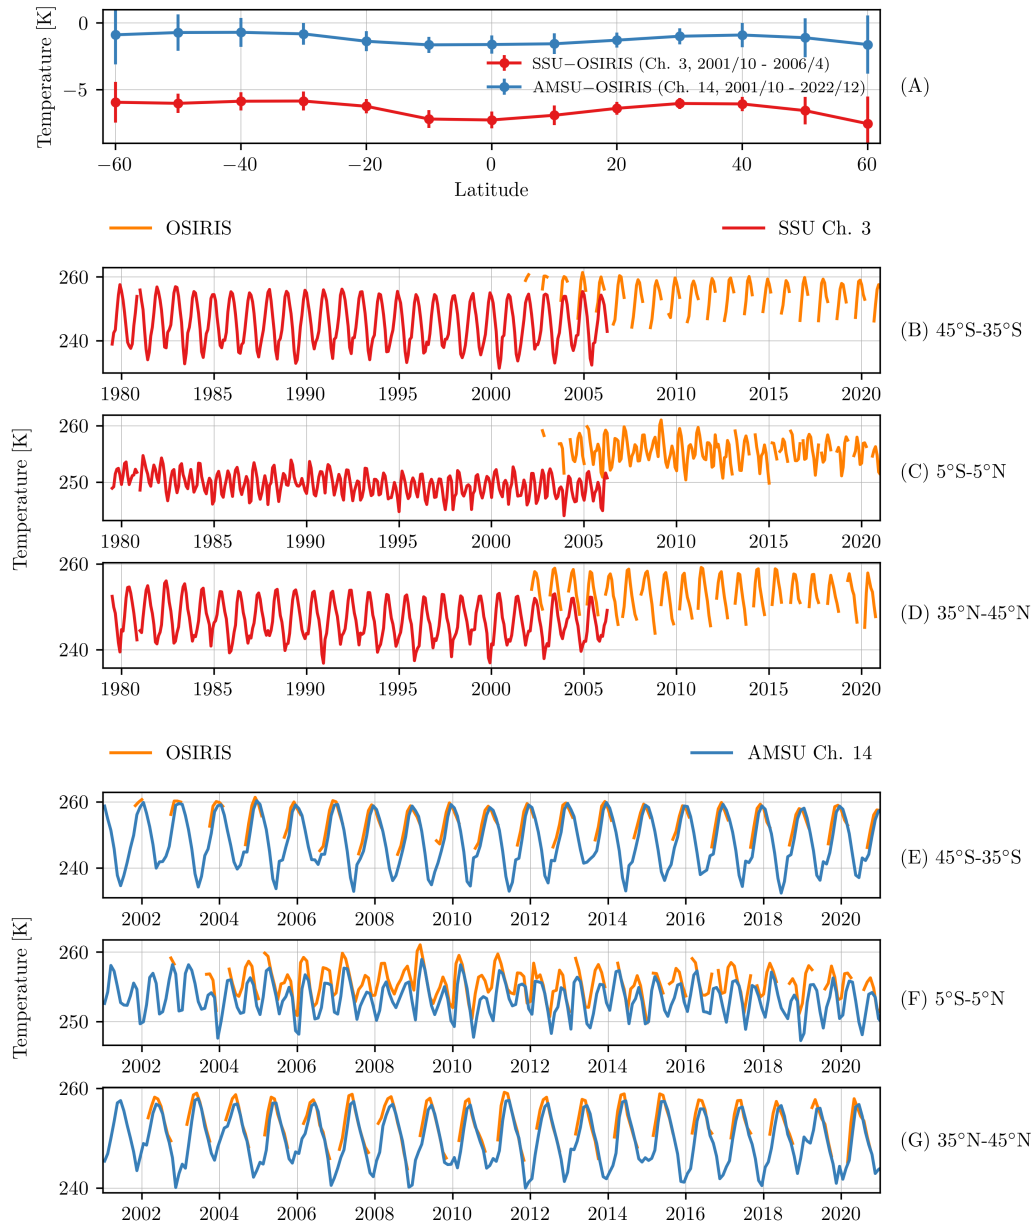 Temperature [K]
0
−5
SSU−OSIRIS (Ch. 3, 2001/10 - 2006/4)
AMSU−OSIRIS (Ch. 14, 2001/10 - 2022/12)
(A)
−60 −40 −20 0 20 40 60
Latitude
OSIRIS SSU Ch. 3
260
240
(B) 45°S-35°S
1980 1985 1990 1995 2000 2005 2010 2015 2020
Temperature [K]
260
250
(C) 5°S-5°N
1980 1985 1990 1995 2000 2005 2010 2015 2020
260
240
(D) 35°N-45°N
1980 1985 1990 1995 2000 2005 2010 2015 2020
OSIRIS AMSU Ch. 14
260
240
(E) 45°S-35°S
2002 2004 2006 2008 2010 2012 2014 2016 2018 2020
Temperature [K]
260
250
(F) 5°S-5°N
2002 2004 2006 2008 2010 2012 2014 2016 2018 2020
260
240
(G) 35°N-45°N
2002 2004 2006 2008 2010 2012 2014 2016 2018 2020